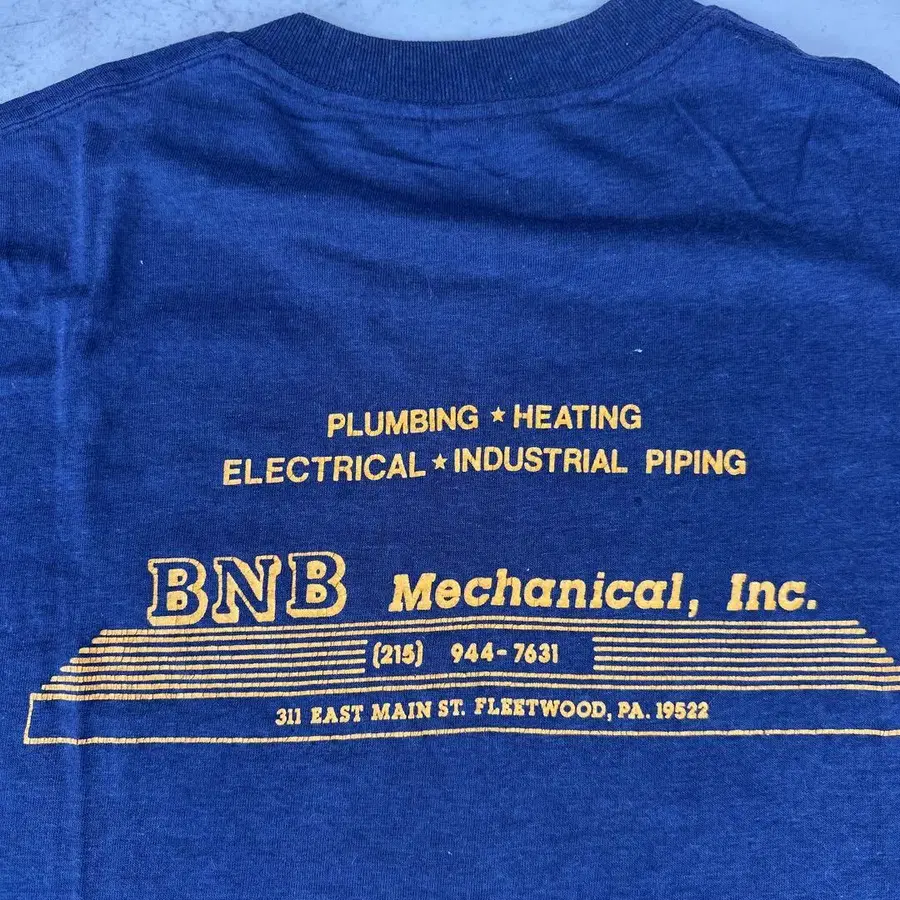 PLUMBING ★ HEATING
ELECTRICAL ★ INDUSTRIAL PIPING
BNB Mechanical, Inc.
(215) 944-7631
311 EAST MAIN ST. FLEETWOOD, PA. 19522